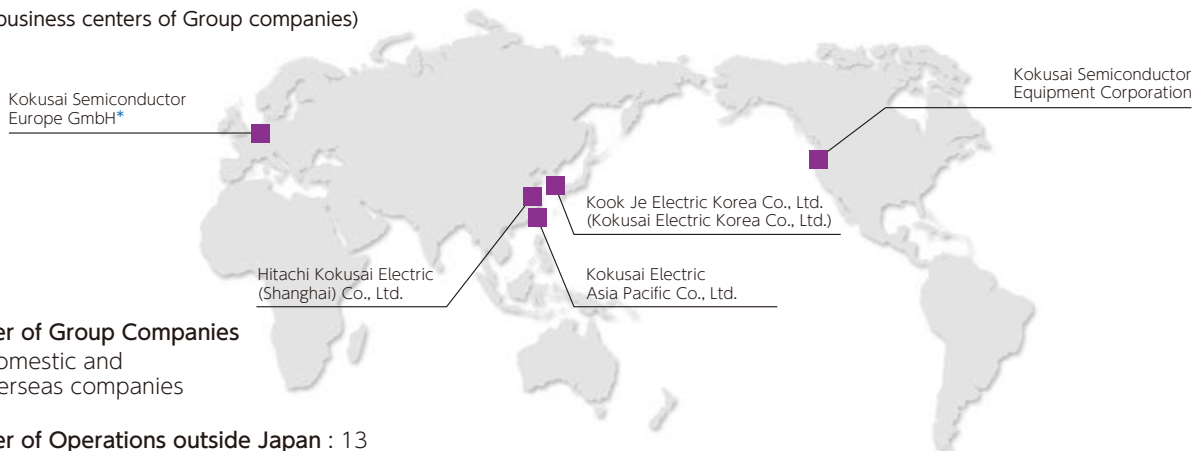 business centers of Group companies)
Kokusai Semiconductor
Europe GmbH*
Kokusai Semiconductor
Equipment Corporation
Kook Je Electric Korea Co., Ltd.
(Kokusai Electric Korea Co., Ltd.)
Hitachi Kokusai Electric
(Shanghai) Co., Ltd.
Kokusai Electric
Asia Pacific Co., Ltd.
er of Group Companies
omestic and
erseas companies
er of Operations outside Japan : 13